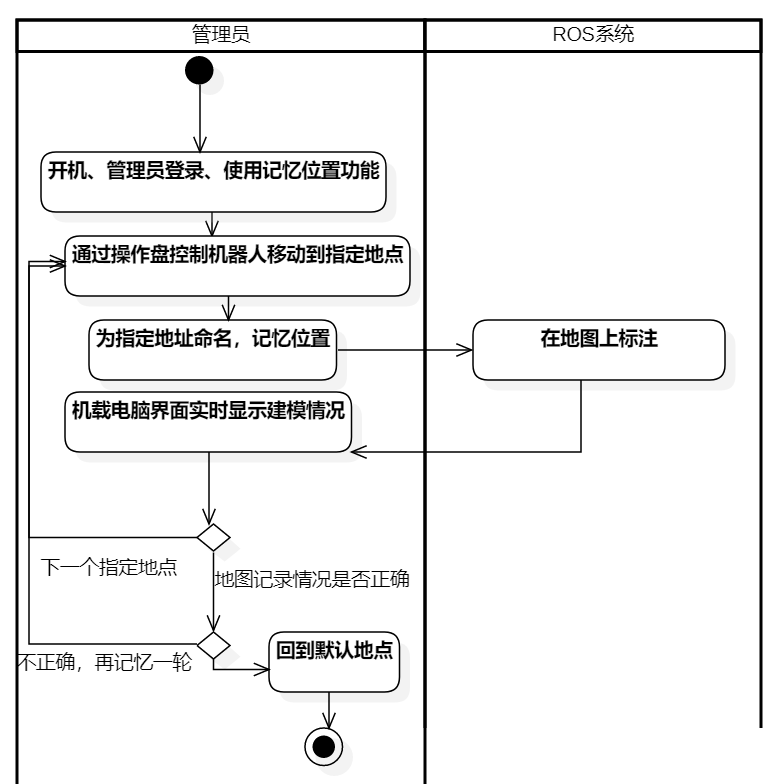 管理员
ROS系统
开机、管理员登录、使用记忆位置功能
通过操作盘控制机器人移动到指定地点
为指定地址命名，记忆位置
在地图上标注
机载电脑界面实时显示建模情况
下一个指定地点
地图记录情况是否正确
不正确，再记忆一轮
回到默认地点